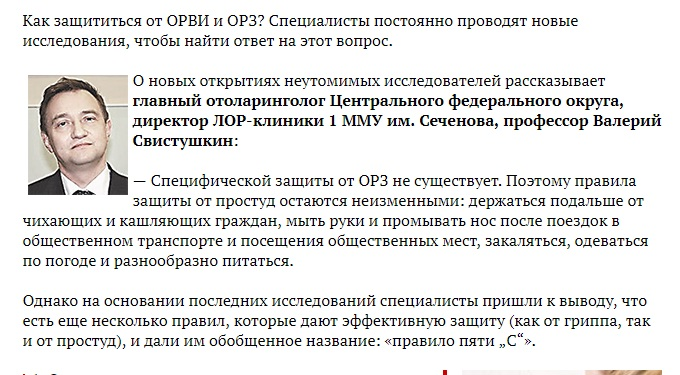 Как защититься от ОРВИ и ОРЗ? Специалисты постоянно проводят новые
исследования, чтобы найти ответ на этот вопрос.
О новых открытиях неутомимых исследователей рассказывает
главный отоларинголог Центрального федерального округа,
директор ЛОР-клиники 1 ММУ им. Сеченова, профессор Валерий
Свистушкин:
— Специфической защиты от ОРЗ не существует. Поэтому правила
защиты от простуд остаются неизменными: держаться подальше от
чихающих и кашляющих граждан, мыть руки и промывать нос после поездок в
общественном транспорте и посещения общественных мест, закаляться, одеваться
по погоде и разнообразно питаться.
Однако на основании последних исследований специалисты пришли к выводу, что
есть еще несколько правил, которые дают эффективную защиту (как от гриппа, так
и от простуд), и дали им обобщенное название: «правило пяти „С“».